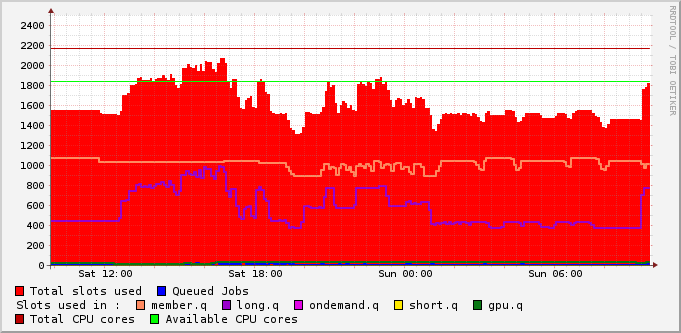 RRDTOOL / TOBI OETIKER
2400
2200
2000
1800
1600
1400
1200
1000
800
600
400
200
0
Sat 12:00 Sat 18:00 Sun 00:00 Sun 06:00
Total slots used Queued Jobs
Slots used in : member.q long.q ondemand.q short.q gpu.q
Total CPU cores Available CPU cores